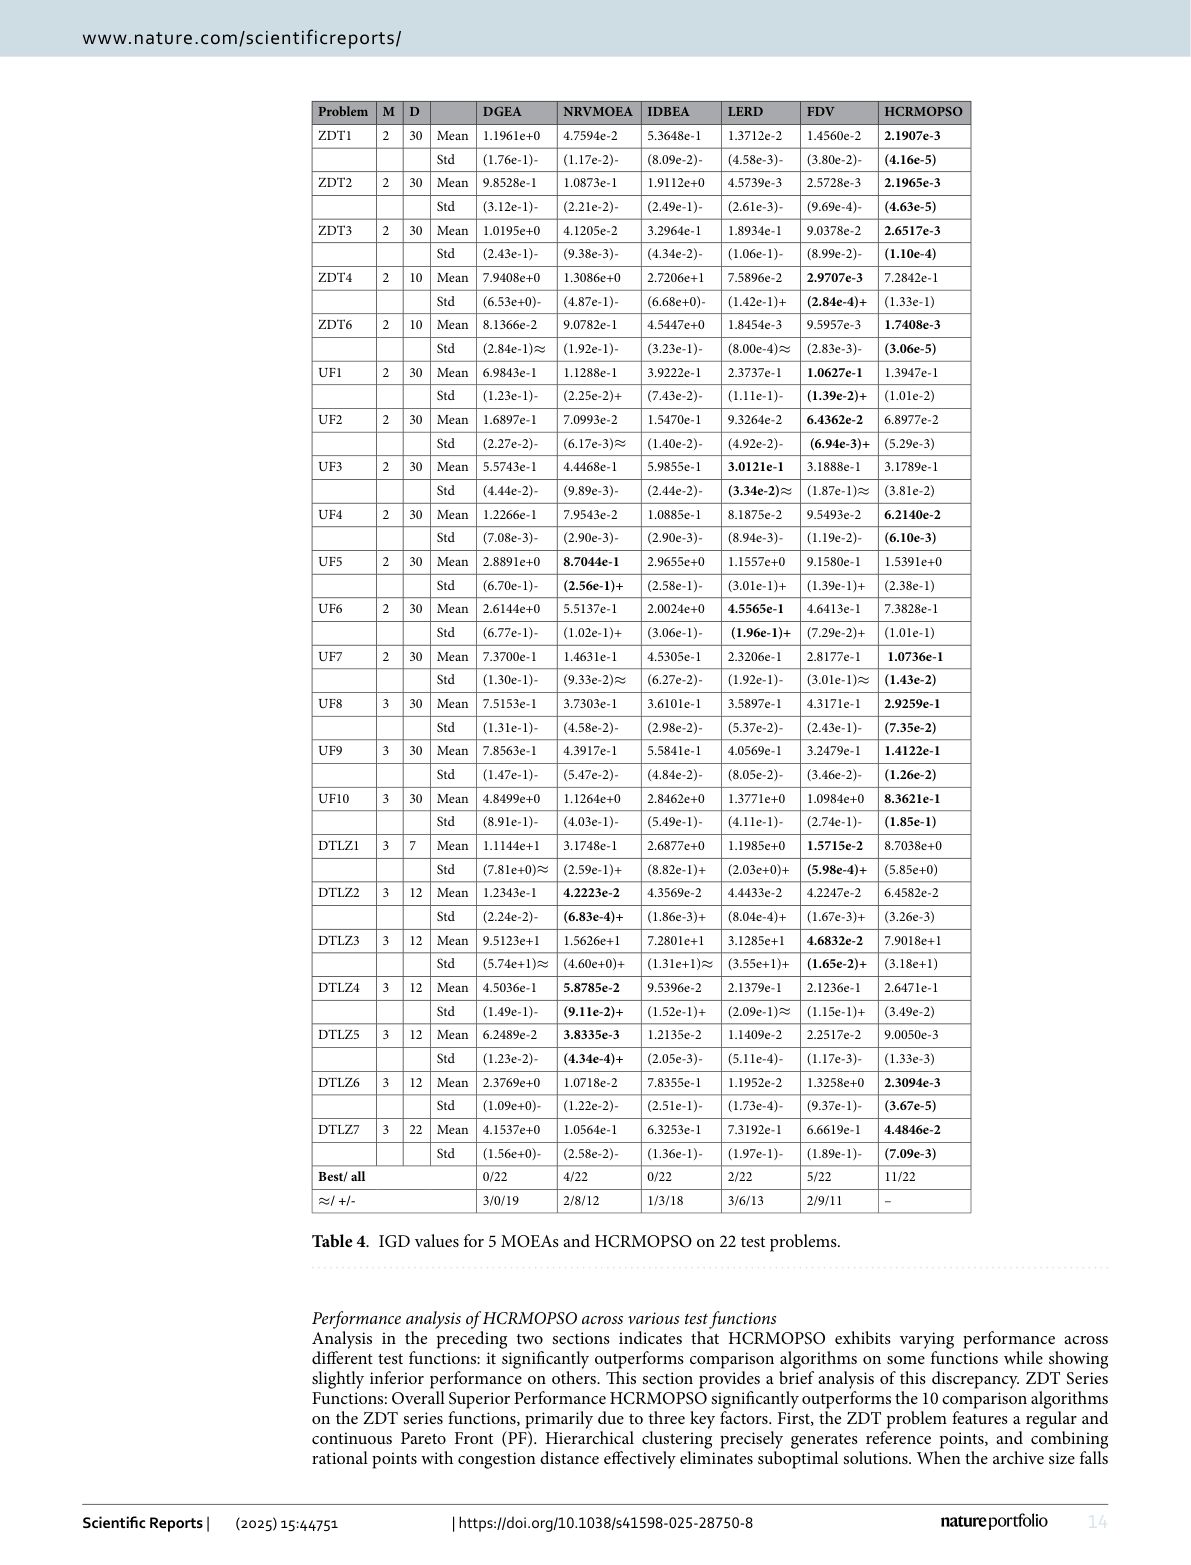 www.nature.com/scientificreports/
Problem M D DGEA NRVMOEA IDBEA LERD FDV HCRMOPSO
ZDT1 2 30 Mean 1.1961e+0 4.7594e-2 5.3648e-1 1.3712e-2 1.4560e-2 2.1907e-3
Std (1.76e-1)- (1.17e-2)- (8.09e-2)- (4.58e-3)- (3.80e-2)- (4.16e-5)
ZDT2 2 30 Mean 9.8528e-1 1.0873e-1 1.9112e+0 4.5739e-3 2.5728e-3 2.1965e-3
Std (3.12e-1)- (2.21e-2)- (2.49e-1)- (2.61e-3)- (9.69e-4)- (4.63e-5)
ZDT3 2 30 Mean 1.0195e+0 4.1205e-2 3.2964e-1 1.8934e-1 9.0378e-2 2.6517e-3
Std (2.43e-1)- (9.38e-3)- (4.34e-2)- (1.06e-1)- (8.99e-2)- (1.10e-4)
ZDT4 2 10 Mean 7.9408e+0 1.3086e+0 2.7206e+1 7.5896e-2 2.9707e-3 7.2842e-1
Std (6.53e+0)- (4.87e-1)- (6.68e+0)- (1.42e-1)+ (2.84e-4)+ (1.33e-1)
ZDT6 2 10 Mean 8.1366e-2 9.0782e-1 4.5447e+0 1.8454e-3 9.5957e-3 1.7408e-3
Std (2.84e-1)≈ (1.92e-1)- (3.23e-1)- (8.00e-4)≈ (2.83e-3)- (3.06e-5)
UF1 2 30 Mean 6.9843e-1 1.1288e-1 3.9222e-1 2.3737e-1 1.0627e-1 1.3947e-1
Std (1.23e-1)- (2.25e-2)+ (7.43e-2)- (1.11e-1)- (1.39e-2)+ (1.01e-2)
UF2 2 30 Mean 1.6897e-1 7.0993e-2 1.5470e-1 9.3264e-2 6.4362e-2 6.8977e-2
Std (2.27e-2)- (6.17e-3)≈ (1.40e-2)- (4.92e-2)- (6.94e-3)+ (5.29e-3)
UF3 2 30 Mean 5.5743e-1 4.4468e-1 5.9855e-1 3.0121e-1 3.1888e-1 3.1789e-1
Std (4.44e-2)- (9.89e-3)- (2.44e-2)- (3.34e-2)≈ (1.87e-1)≈ (3.81e-2)
UF4 2 30 Mean 1.2266e-1 7.9543e-2 1.0885e-1 8.1875e-2 9.5493e-2 6.2140e-2
Std (7.08e-3)- (2.90e-3)- (2.90e-3)- (8.94e-3)- (1.19e-2)- (6.10e-3)
UF5 2 30 Mean 2.8891e+0 8.7044e-1 2.9655e+0 1.1557e+0 9.1580e-1 1.5391e+0
Std (6.70e-1)- (2.56e-1)+ (2.58e-1)- (3.01e-1)+ (1.39e-1)+ (2.38e-1)
UF6 2 30 Mean 2.6144e+0 5.5137e-1 2.0024e+0 4.5565e-1 4.6413e-1 7.3828e-1
Std (6.77e-1)- (1.02e-1)+ (3.06e-1)- (1.96e-1)+ (7.29e-2)+ (1.01e-1)
UF7 2 30 Mean 7.3700e-1 1.4631e-1 4.5305e-1 2.3206e-1 2.8177e-1 1.0736e-1
Std (1.30e-1)- (9.33e-2)≈ (6.27e-2)- (1.92e-1)- (3.01e-1)≈ (1.43e-2)
UF8 3 30 Mean 7.5153e-1 3.7303e-1 3.6101e-1 3.5897e-1 4.3171e-1 2.9259e-1
Std (1.31e-1)- (4.58e-2)- (2.98e-2)- (5.37e-2)- (2.43e-1)- (7.35e-2)
UF9 3 30 Mean 7.8563e-1 4.3917e-1 5.5841e-1 4.0569e-1 3.2479e-1 1.4122e-1
Std (1.47e-1)- (5.47e-2)- (4.84e-2)- (8.05e-2)- (3.46e-2)- (1.26e-2)
UF10 3 30 Mean 4.8499e+0 1.1264e+0 2.8462e+0 1.3771e+0 1.0984e+0 8.3621e-1
Std (8.91e-1)- (4.03e-1)- (5.49e-1)- (4.11e-1)- (2.74e-1)- (1.85e-1)
DTLZ1 3 7 Mean 1.1144e+1 3.1748e-1 2.6877e+0 1.1985e+0 1.5715e-2 8.7038e+0
Std (7.81e+0)≈ (2.59e-1)+ (8.82e-1)+ (2.03e+0)+ (5.98e-4)+ (5.85e+0)
DTLZ2 3 12 Mean 1.2343e-1 4.2223e-2 4.3569e-2 4.4433e-2 4.2247e-2 6.4582e-2
Std (2.24e-2)- (6.83e-4)+ (1.86e-3)+ (8.04e-4)+ (1.67e-3)+ (3.26e-3)
DTLZ3 3 12 Mean 9.5123e+1 1.5626e+1 7.2801e+1 3.1285e+1 4.6832e-2 7.9018e+1
Std (5.74e+1)≈ (4.60e+0)+ (1.31e+1)≈ (3.55e+1)+ (1.65e-2)+ (3.18e+1)
DTLZ4 3 12 Mean 4.5036e-1 5.8785e-2 9.5396e-2 2.1379e-1 2.1236e-1 2.6471e-1
Std (1.49e-1)- (9.11e-2)+ (1.52e-1)+ (2.09e-1)≈ (1.15e-1)+ (3.49e-2)
DTLZ5 3 12 Mean 6.2489e-2 3.8335e-3 1.2135e-2 1.1409e-2 2.2517e-2 9.0050e-3
Std (1.23e-2)- (4.34e-4)+ (2.05e-3)- (5.11e-4)- (1.17e-3)- (1.33e-3)
DTLZ6 3 12 Mean 2.3769e+0 1.0718e-2 7.8355e-1 1.1952e-2 1.3258e+0 2.3094e-3
Std (1.09e+0)- (1.22e-2)- (2.51e-1)- (1.73e-4)- (9.37e-1)- (3.67e-5)
DTLZ7 3 22 Mean 4.1537e+0 1.0564e-1 6.3253e-1 7.3192e-1 6.6619e-1 4.4846e-2
Std (1.56e+0)- (2.58e-2)- (1.36e-1)- (1.97e-1)- (1.89e-1)- (7.09e-3)
Best/ all 0/22 4/22 0/22 2/22 5/22 11/22
≈/ +/- 3/0/19 2/8/12 1/3/18 3/6/13 2/9/11 –
Table 4. IGD values for 5 MOEAs and HCRMOPSO on 22 test problems.
Performance analysis of HCRMOPSO across various test functions
Analysis in the preceding two sections indicates that HCRMOPSO exhibits varying performance across
different test functions: it significantly outperforms comparison algorithms on some functions while showing
slightly inferior performance on others. This section provides a brief analysis of this discrepancy. ZDT Series
Functions: Overall Superior Performance HCRMOPSO significantly outperforms the 10 comparison algorithms
on the ZDT series functions, primarily due to three key factors. First, the ZDT problem features a regular and
continuous Pareto Front (PF). Hierarchical clustering precisely generates reference points, and combining
rational points with congestion distance effectively eliminates suboptimal solutions. When the archive size falls
Scientific Reports | (2025) 15:44751 | https://doi.org/10.1038/s41598-025-28750-8 nature portfolio 14